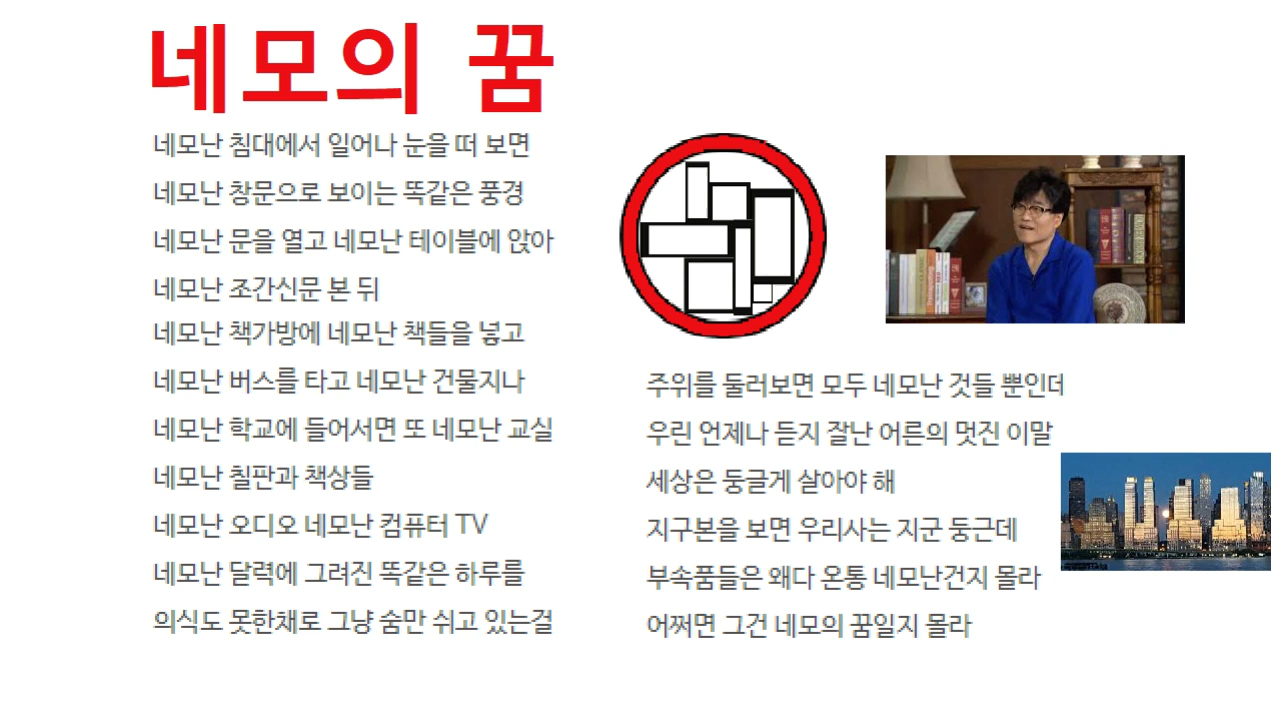 네모의 꿈
네모난 침대에서 일어나 눈을 떠 보면
네모난 창문으로 보이는 똑같은 풍경
네모난 문을 열고 네모난 테이블에 앉아
네모난 조간신문 본 뒤
네모난 책가방에 네모난 책들을 넣고
네모난 버스를 타고 네모난 건물지나
네모난 학교에 들어서면 또 네모난 교실
네모난 칠판과 책상들
네모난 오디오 네모난 컴퓨터 TV
네모난 달력에 그려진 똑같은 하루를
의식도 못한채로 그냥 숨만 쉬고 있는걸
주위를 둘러보면 모두 네모난 것들 뿐인데
우린 언제나 듣지 잘난 어른의 멋진 이말
세상은 둥글게 살아야 해
지구본을 보면 우리사는 지군 둥근데
부속품들은 왜다 온통 네모난건지 몰라
어쩌면 그건 네모의 꿈일지 몰라